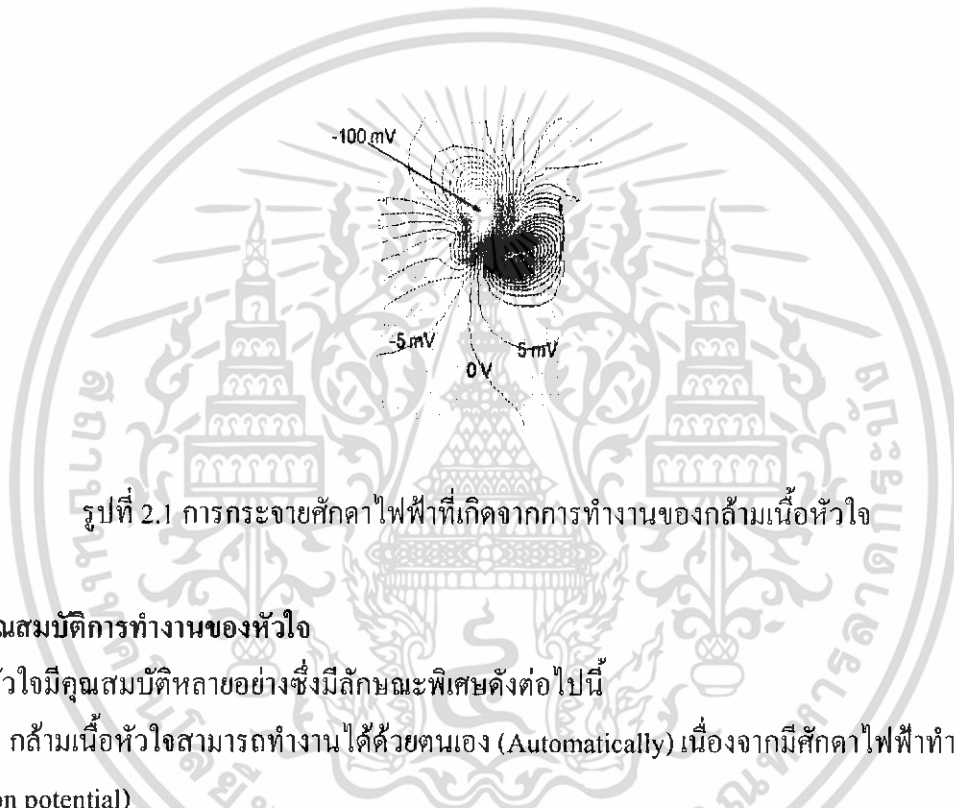 -100 mV
-5 mV
5 mV
0 V
รูปที่ 2.1 การกระจายศักดาไฟฟ้าที่เกิดจากการทำงานของกล้ามเนื้อหัวใจ
ณสมบัติการทำงานของหัวใจ
ัวใจมีคุณสมบัติหลายอย่างซึ่งมีลักษณะพิเศษดังต่อไปนี้
กล้ามเนื้อหัวใจสามารถทำงานได้ด้วยตนเอง (Automatically) เนื่องจากมีศักดาไฟฟ้าทำ
on potential)